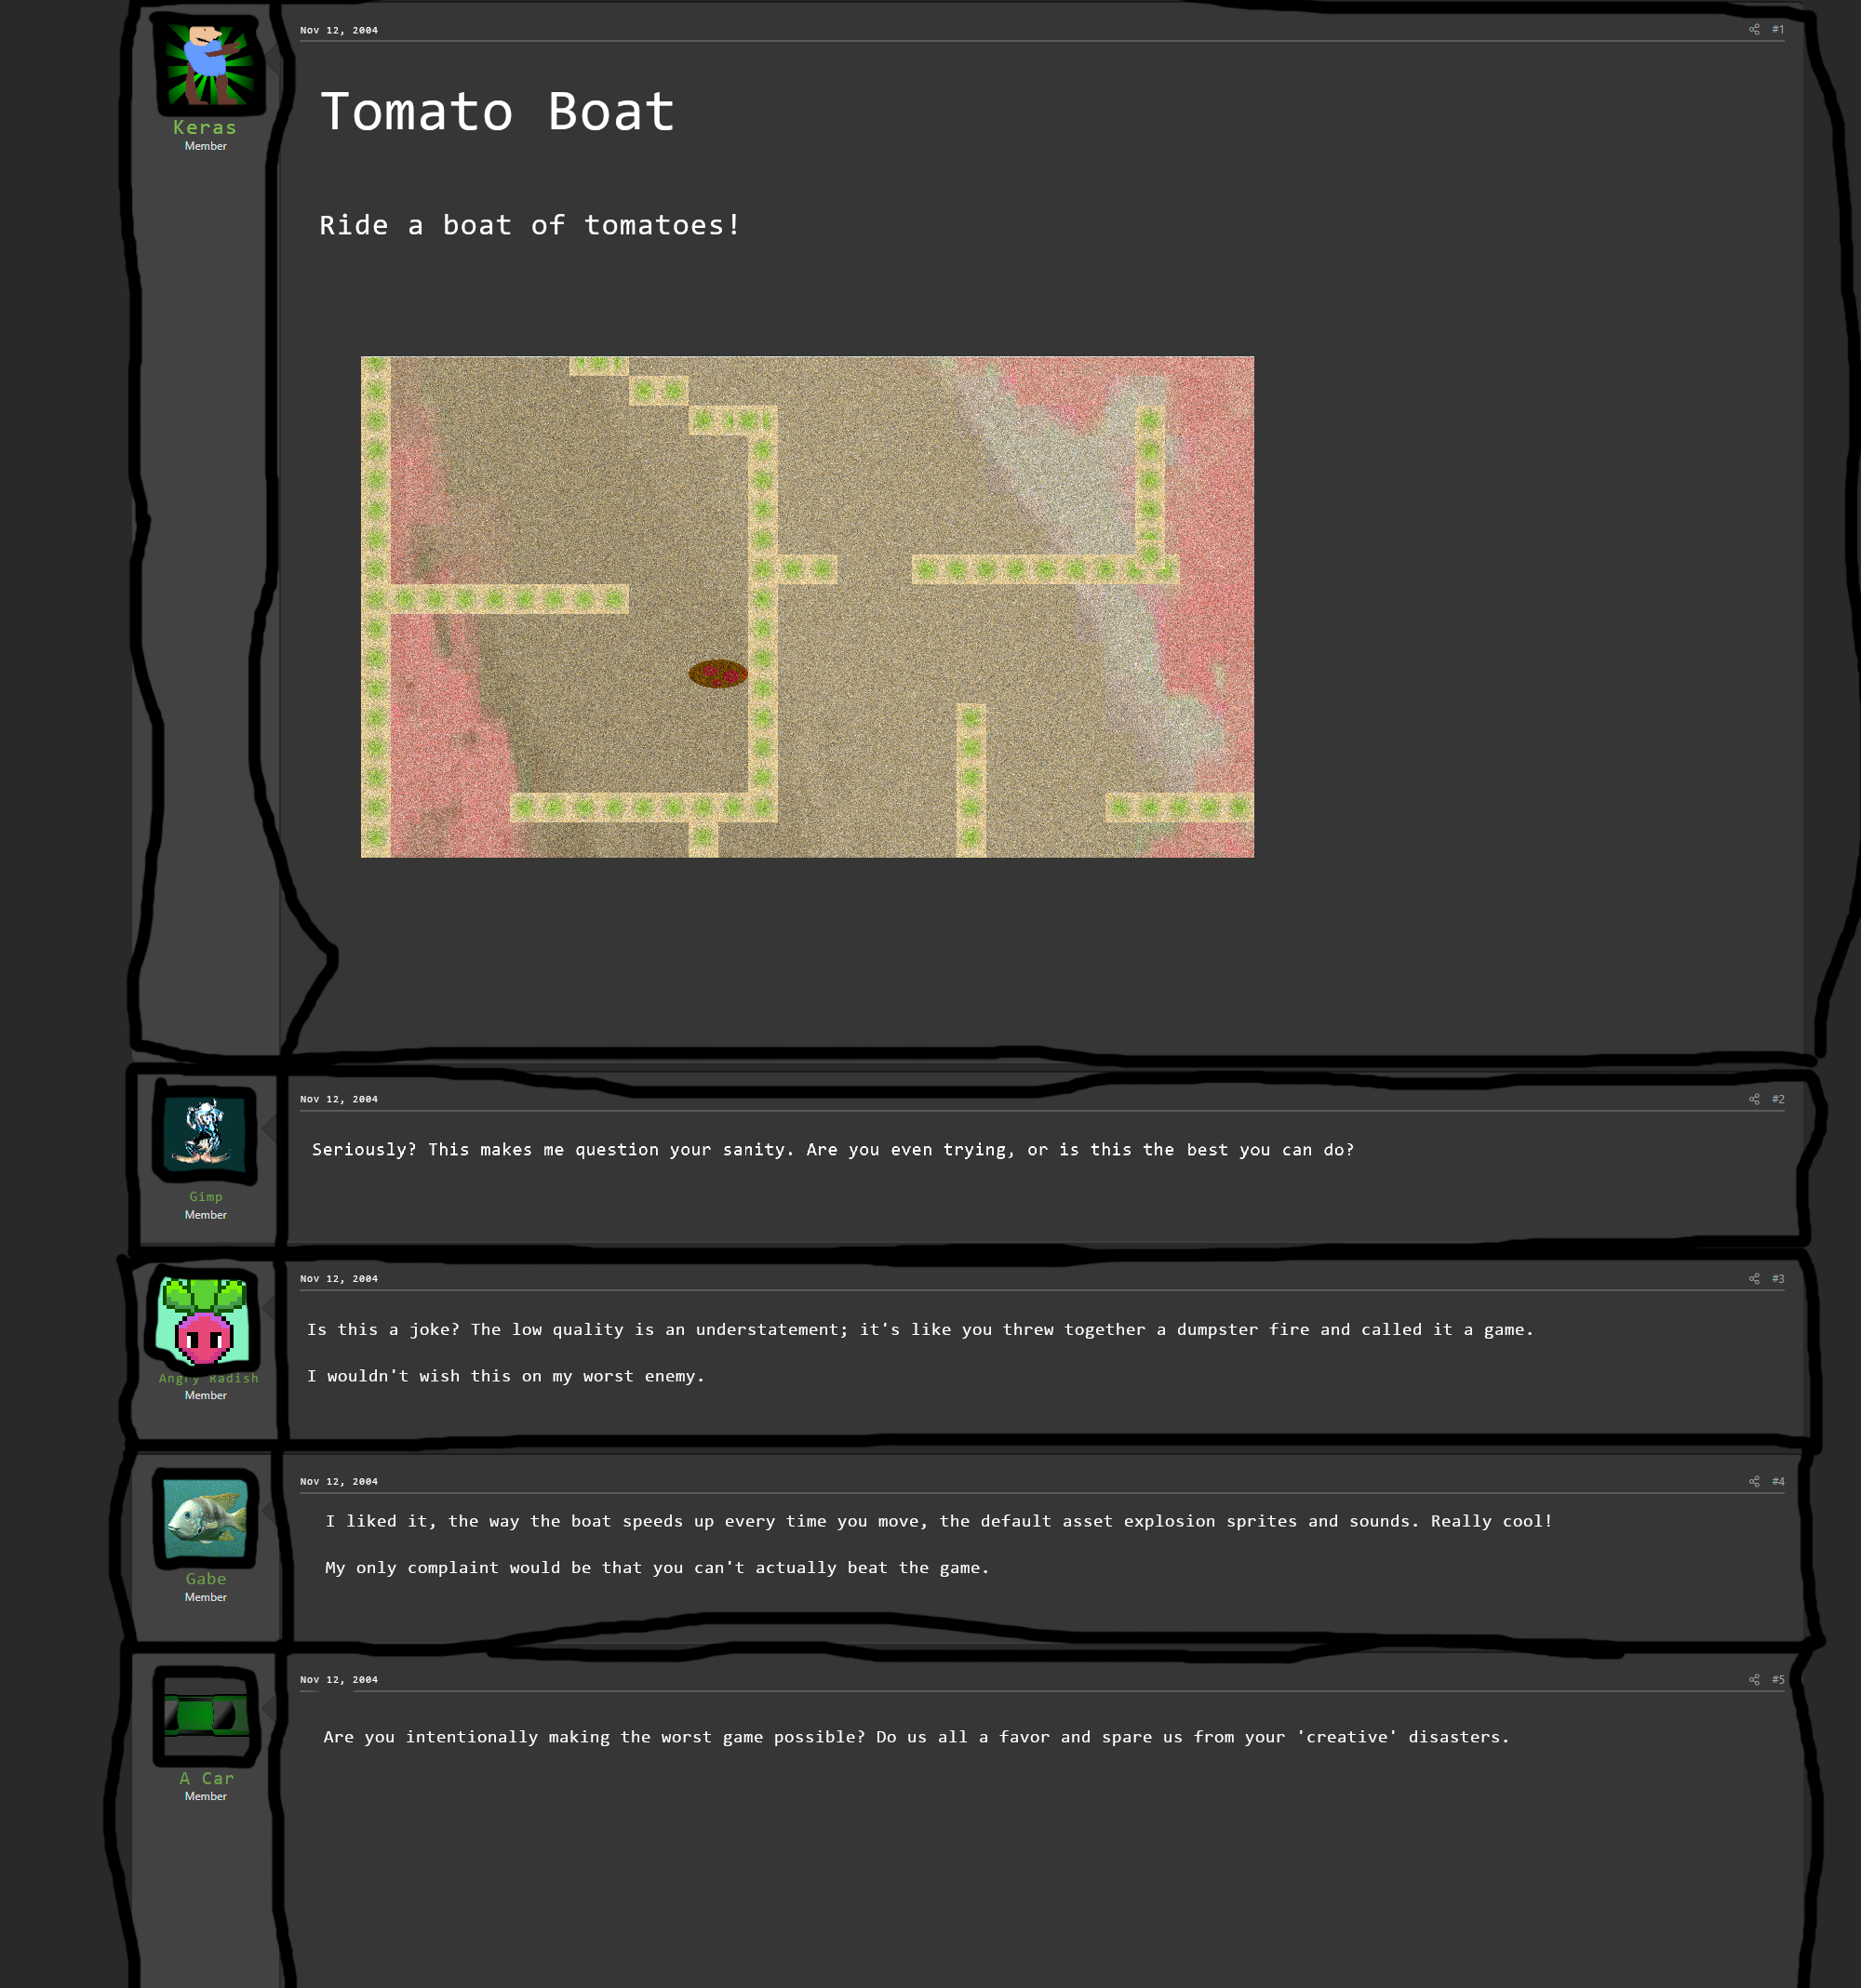 Nov 12, 2004
#1
Keras
Member
Tomato Boat
Ride a boat of tomatoes!
Nov 12, 2004
#2
Gimp
Member
Seriously? This makes me question your sanity. Are you even trying, or is this the best you can do?
Nov 12, 2004
#3
Angry Radish
Member
Is this a joke? The low quality is an understatement; it's like you threw together a dumpster fire and called it a game.
I wouldn't wish this on my worst enemy.
Nov 12, 2004
#4
Gabe
Member
I liked it, the way the boat speeds up every time you move, the default asset explosion sprites and sounds. Really cool!
My only complaint would be that you can't actually beat the game.
Nov 12, 2004
#5
A Car
Member
Are you intentionally making the worst game possible? Do us all a favor and spare us from your 'creative' disasters.